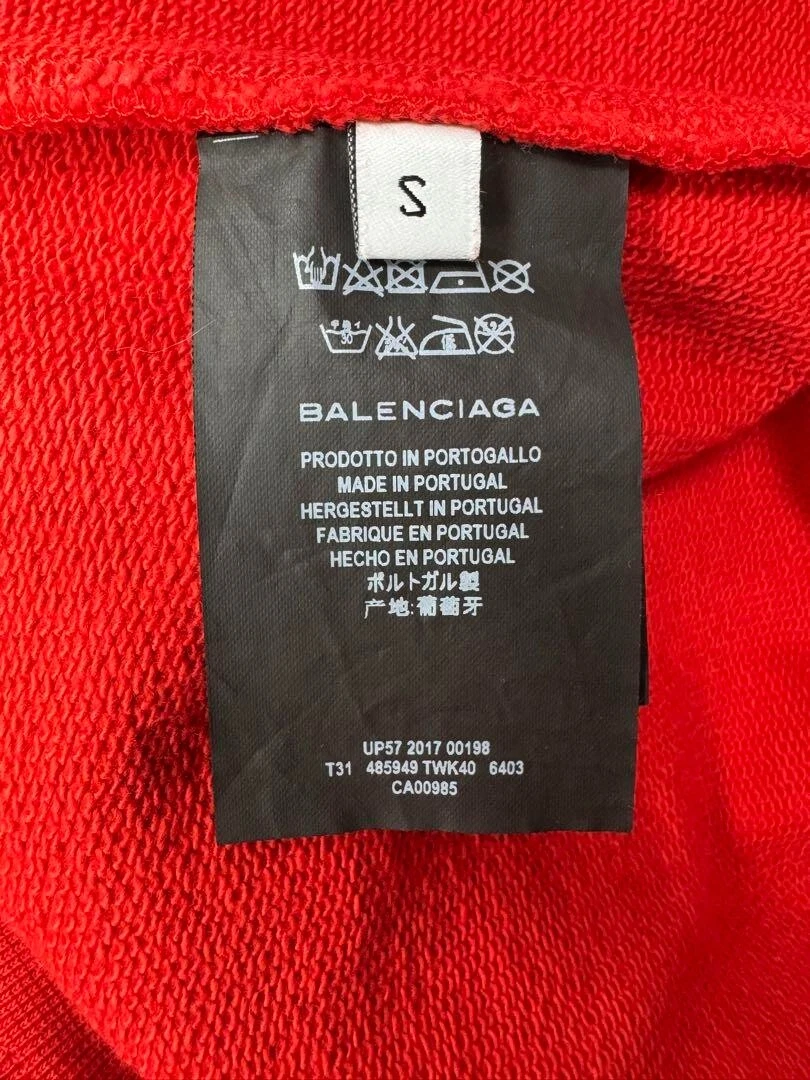 S
30
BALENCIAGA
PRODOTTO IN PORTOGALLO
MADE IN PORTUGAL
HERGESTELLT IN PORTUGAL
FABRIQUE EN PORTUGAL
HECHO EN PORTUGAL
ポルトガル製
产地:葡萄牙
UP57 2017 00198
T31 485949 TWK40 6403
CA00985